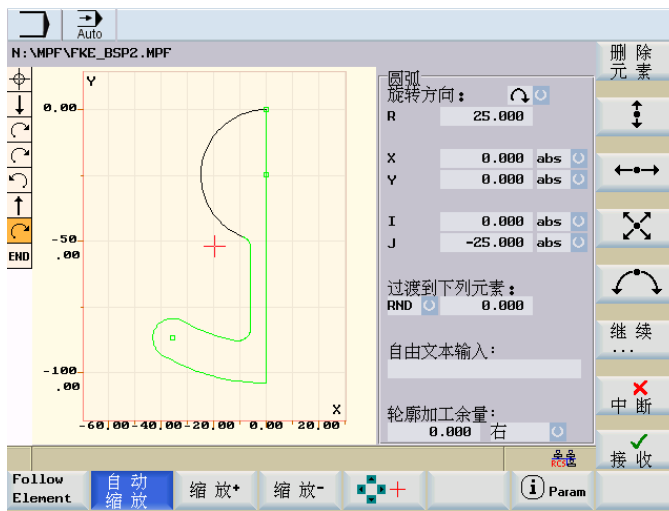 Auto
N:\MPF\FKE_BSP2.MPF
删 除
元 素
Y
0.00
-50
.00
-100
.00
-60.00-40.00-20.00 0.00 20.00
X
END
圆弧
旋转方向:
R 25.000
X 0.000 abs
Y 0.000 abs
I 0.000 abs
J -25.000 abs
过渡到下列元素:
RND 0.000
自由文本输入:
轮廓加工余量:
0.000 右
继 续
...
中 断
接 收
RCS
Follow
Element
自 动
缩 放
缩 放+
缩 放-
i Param